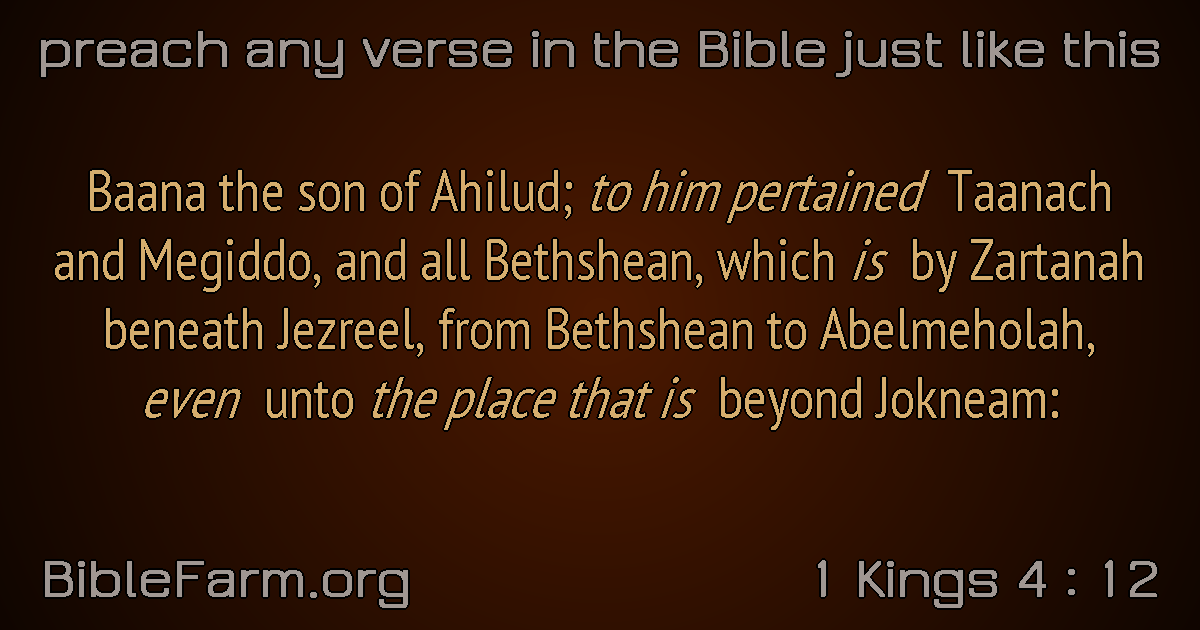 preach any verse in the Bible just like this
Baana the son of Ahilud; to him pertained Taanach
and Megiddo, and all Bethshean, which is by Zartanah
beneath Jezreel, from Bethshean to Abelmeholah,
even unto the place that is beyond Jokneam:
BibleFarm.org
1 Kings 4 : 12